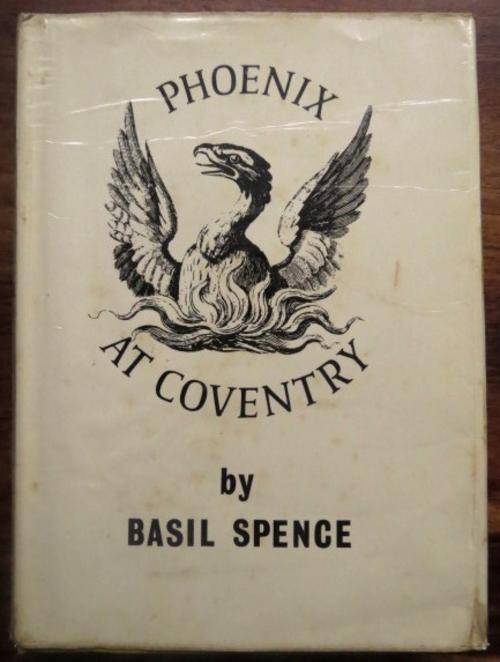 PHOENIX
AT COVENTRY
by
BASIL SPENCE